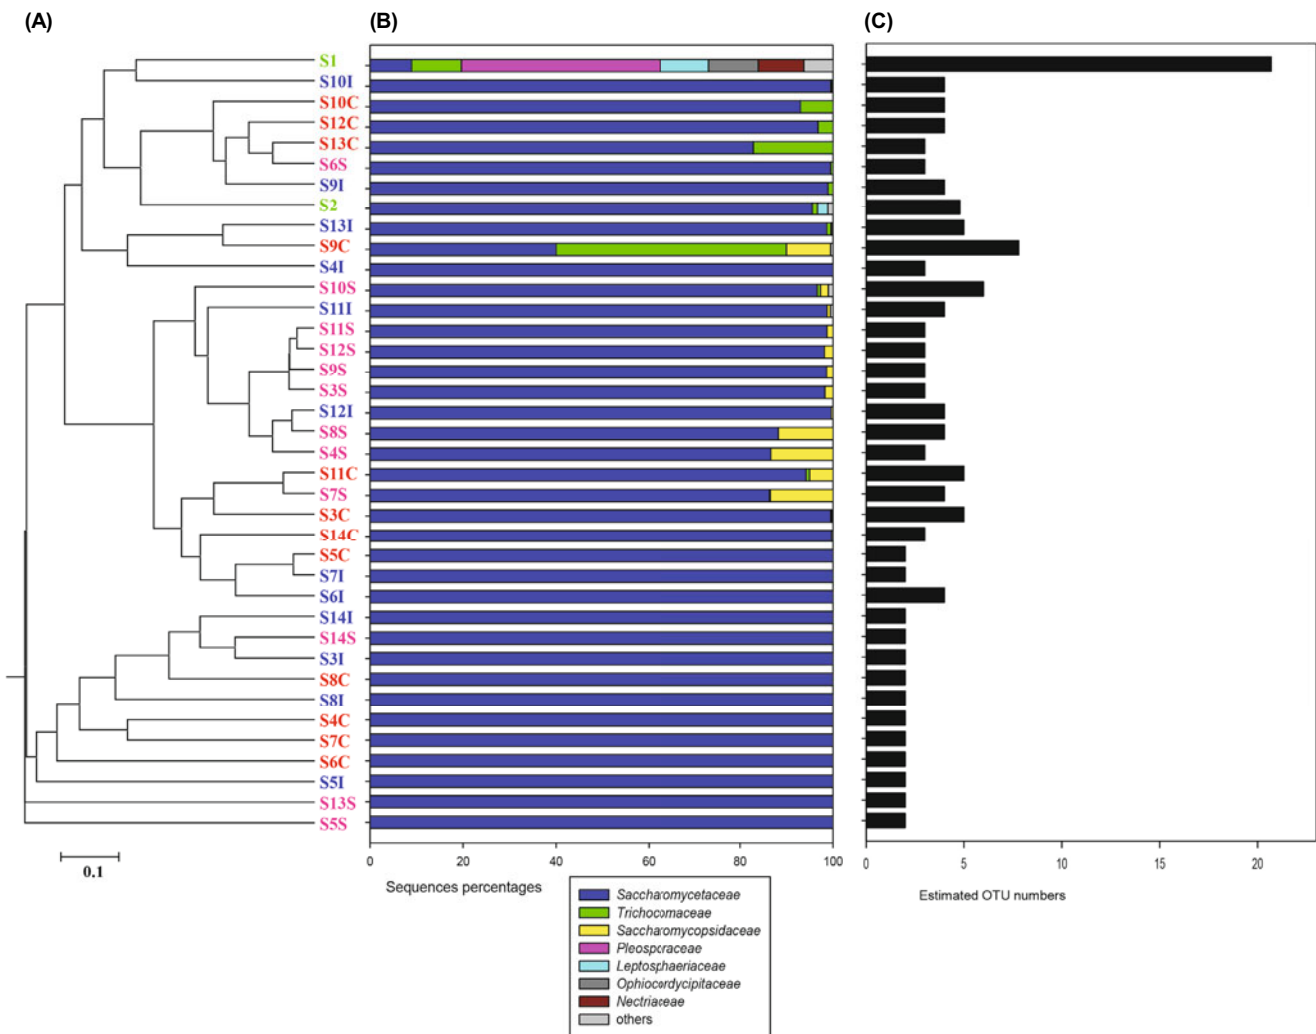 (A)
(B)
(C)
S1
S10I
S10C
S12C
S13C
S6S
S9I
S2
S13I
S9C
S4I
S10S
S11I
S11S
S12S
S9S
S3S
S12I
S8S
S4S
S11C
S7S
S3C
S14C
S5C
S7I
S6I
S14I
S14S
S3I
S8C
S8I
S4C
S7C
S6C
S5I
S13S
S5S
0.1
0 20 40 60 80 100
Sequences percentages
0 5 10 15 20
Estimated OTU numbers
Saccharomycetaceae
Trichocomaceae
Saccharomycopsidaceae
Pleosporaceae
Leptosphaeriaceae
Ophiocordycipitaceae
Nectriaceae
others